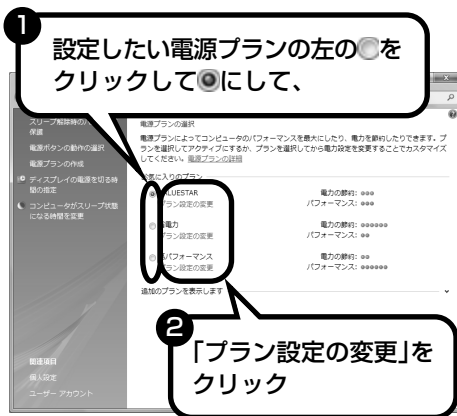 1
設定したい電源プランの左の○を
クリックして◉にして、
スリープ解除時の
保護
電源ボタンの動作の選択
電源プランの作成
ディスプレイの電源を切る時
間の指定
コンピュータがスリープ状態
になる時間を変更
関連項目
個人設定
ユーザー アカウント
電源プランの選択
電源プランによってコンピュータのパフォーマンスを最大にしたり、電力を節約したりできます。プ
ランを選択してアクティブにするか、プランを選択してから電力設定を変更することでカスタマイズ
してください。電源プランの詳細
お気に入りのプラン
LUESTAR
電力の節約:
プラン設定の変更
パフォーマンス:
電力
電力の節約:
プラン設定の変更
パフォーマンス:
パフォーマンス
電力の節約:
プラン設定の変更
パフォーマンス:
追加のプランを表示します
2
「プラン設定の変更」を
クリック